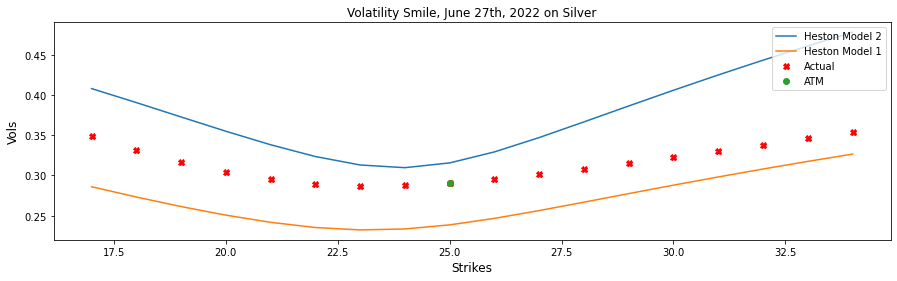 Volatility Smile, June 27th, 2022 on Silver
Heston Model 2
Heston Model 1
Actual
ATM
0.45
0.40
0.35
0.30
0.25
Vols
17.5
20.0
22.5
25.0
27.5
30.0
32.5
Strikes